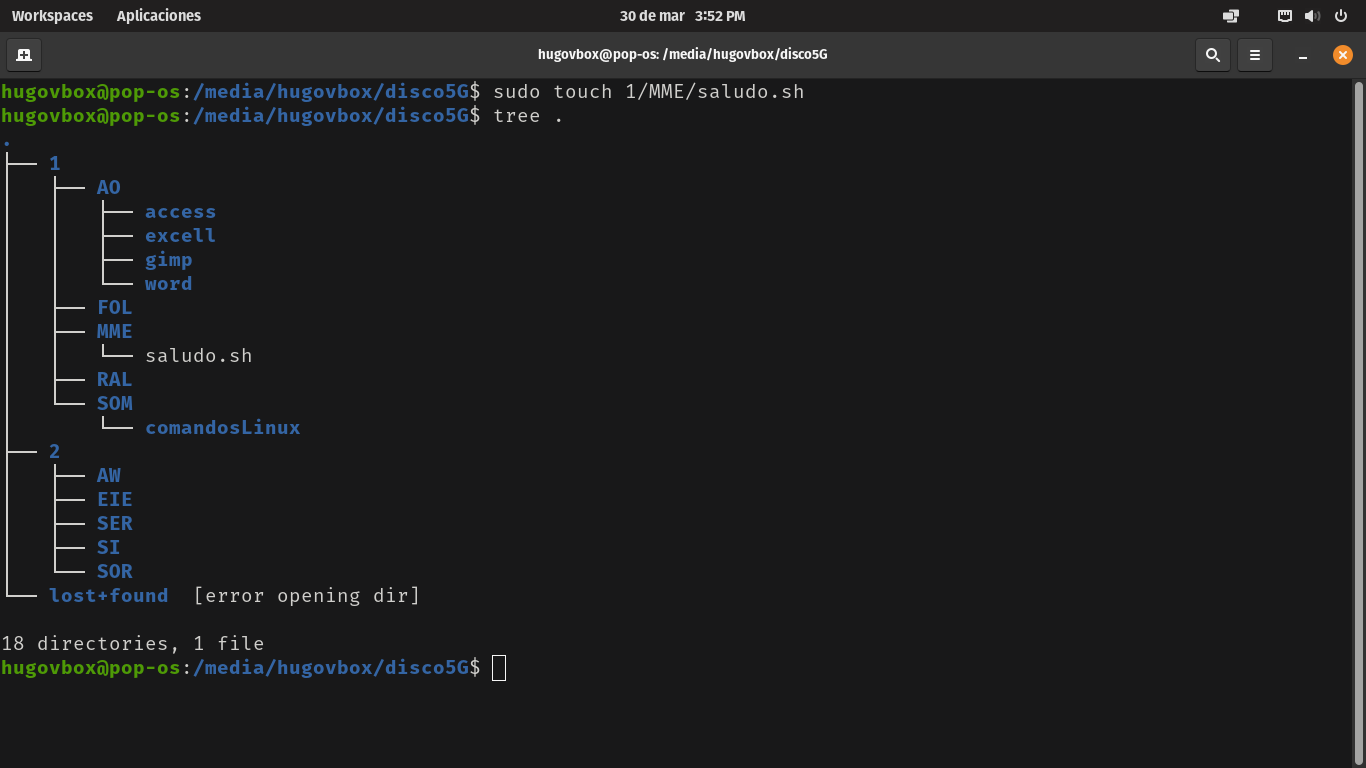 Workspaces Aplicaciones 30 de mar 3:52 PM
hugovbox@pop-os: /media/hugovbox/disco5G
hugovbox@pop-os:/media/hugovbox/disco5G$ sudo touch 1/MME/saludo.sh
hugovbox@pop-os:/media/hugovbox/disco5G$ tree .
.
├── 1
│   ├── AO
│   │   ├── access
│   │   ├── excell
│   │   ├── gimp
│   │   └── word
│   ├── FOL
│   ├── MME
│   │   └── saludo.sh
│   ├── RAL
│   └── SOM
│       └── comandosLinux
├── 2
│   ├── AW
│   ├── EIE
│   ├── SER
│   ├── SI
│   └── SOR
└── lost+found  [error opening dir]
18 directories, 1 file
hugovbox@pop-os:/media/hugovbox/disco5G$